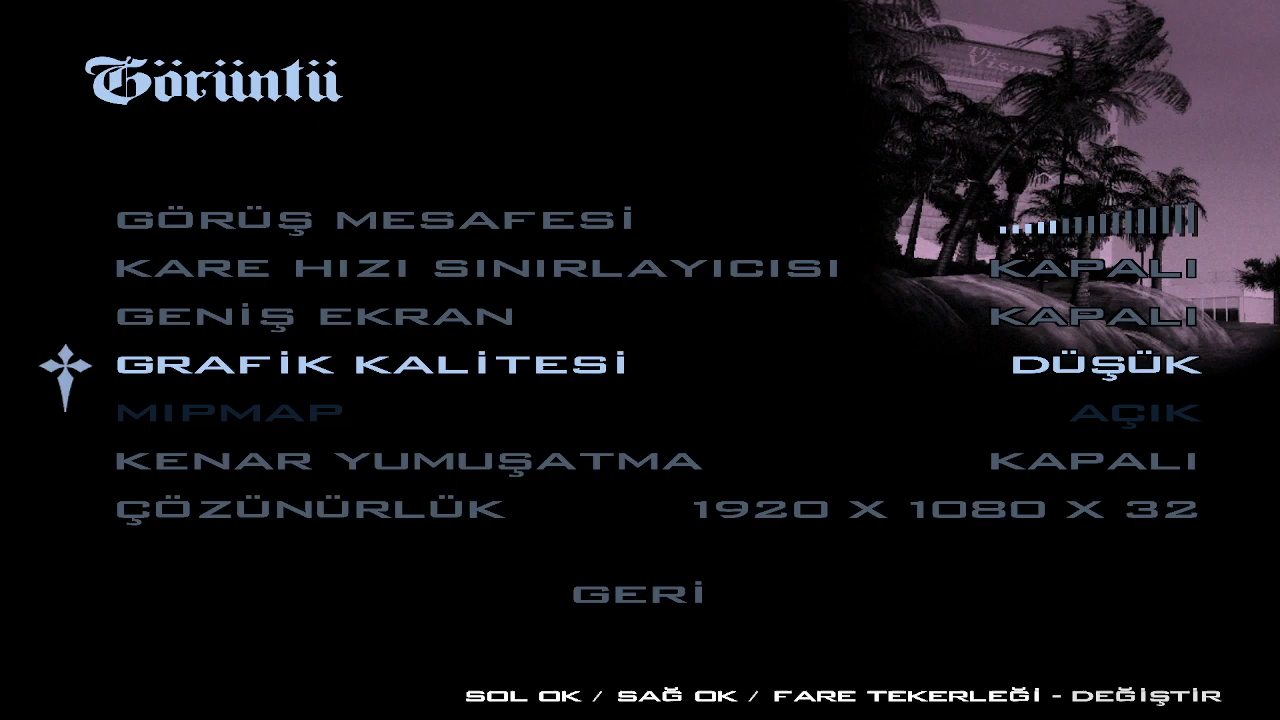 Görüntü
GÖRÜŞ MESAFESİ
KARE HIZI SINIRLAYICISI KAPALI
GENİŞ EKRAN KAPALI
GRAFİK KALİTESİ DÜŞÜK
MIPMAP AÇIK
KENAR YUMUŞATMA KAPALI
ÇÖZÜNÜRLÜK 1920 X 1080 X 32
GERİ
SOL OK / SAĞ OK / FARE TEKERLEĞİ - DEĞİŞTİR